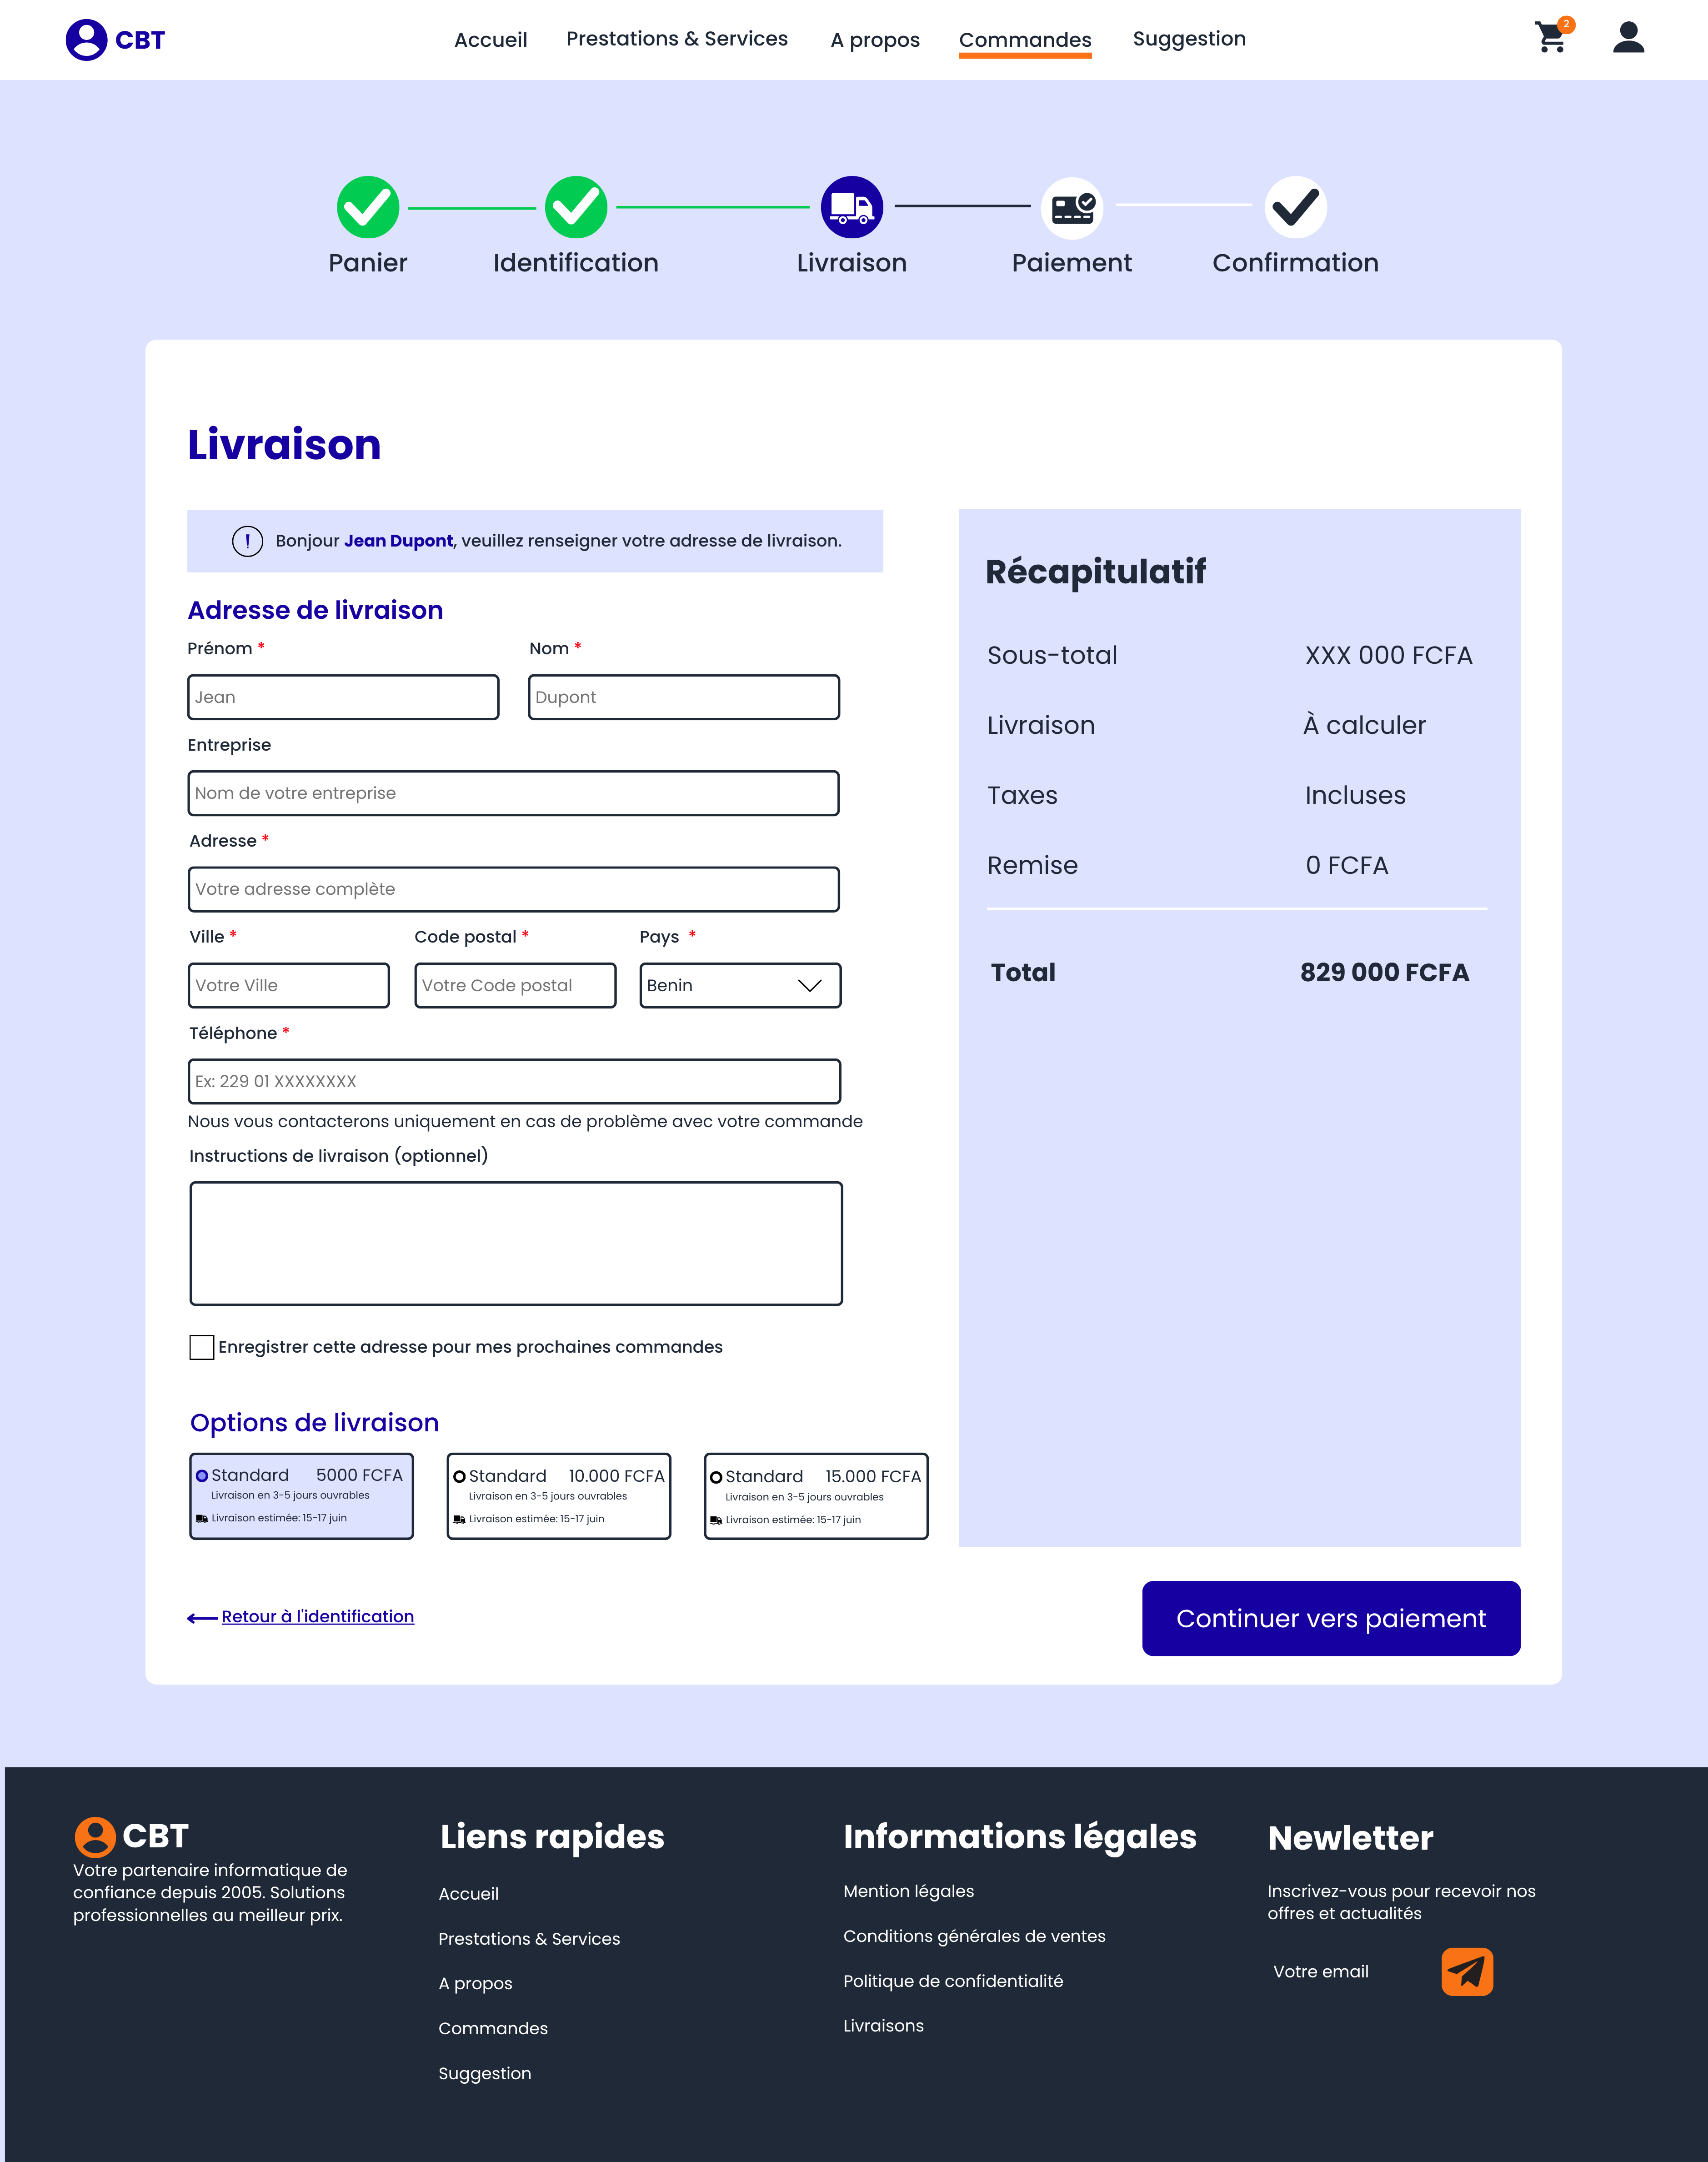 CBT
Accueil
Prestations & Services
A propos
Commandes
Suggestion
2
Panier
Identification
Livraison
Paiement
Confirmation
Livraison
! Bonjour Jean Dupont, veuillez renseigner votre adresse de livraison.
Adresse de livraison
Prénom * Nom *
Jean Dupont
Entreprise
Nom de votre entreprise
Adresse *
Votre adresse complète
Ville * Code postal * Pays *
Votre Ville Votre Code postal Benin
Téléphone *
Ex: 229 01 XXXXXXXX
Nous vous contacterons uniquement en cas de problème avec votre commande
Instructions de livraison (optionnel)
Enregistrer cette adresse pour mes prochaines commandes
Options de livraison
Standard 5000 FCFA
Livraison en 3-5 jours ouvrables
Livraison estimée: 15-17 juin
Standard 10.000 FCFA
Livraison en 3-5 jours ouvrables
Livraison estimée: 15-17 juin
Standard 15.000 FCFA
Livraison en 3-5 jours ouvrables
Livraison estimée: 15-17 juin
Récapitulatif
Sous-total XXX 000 FCFA
Livraison À calculer
Taxes Incluses
Remise 0 FCFA
Total 829 000 FCFA
Retour à l'identification
Continuer vers paiement
CBT
Votre partenaire informatique de
confiance depuis 2005. Solutions
professionnelles au meilleur prix.
Liens rapides
Accueil
Prestations & Services
A propos
Commandes
Suggestion
Informations légales
Mention légales
Conditions générales de ventes
Politique de confidentialité
Livraisons
Newletter
Inscrivez-vous pour recevoir nos
offres et actualités
Votre email